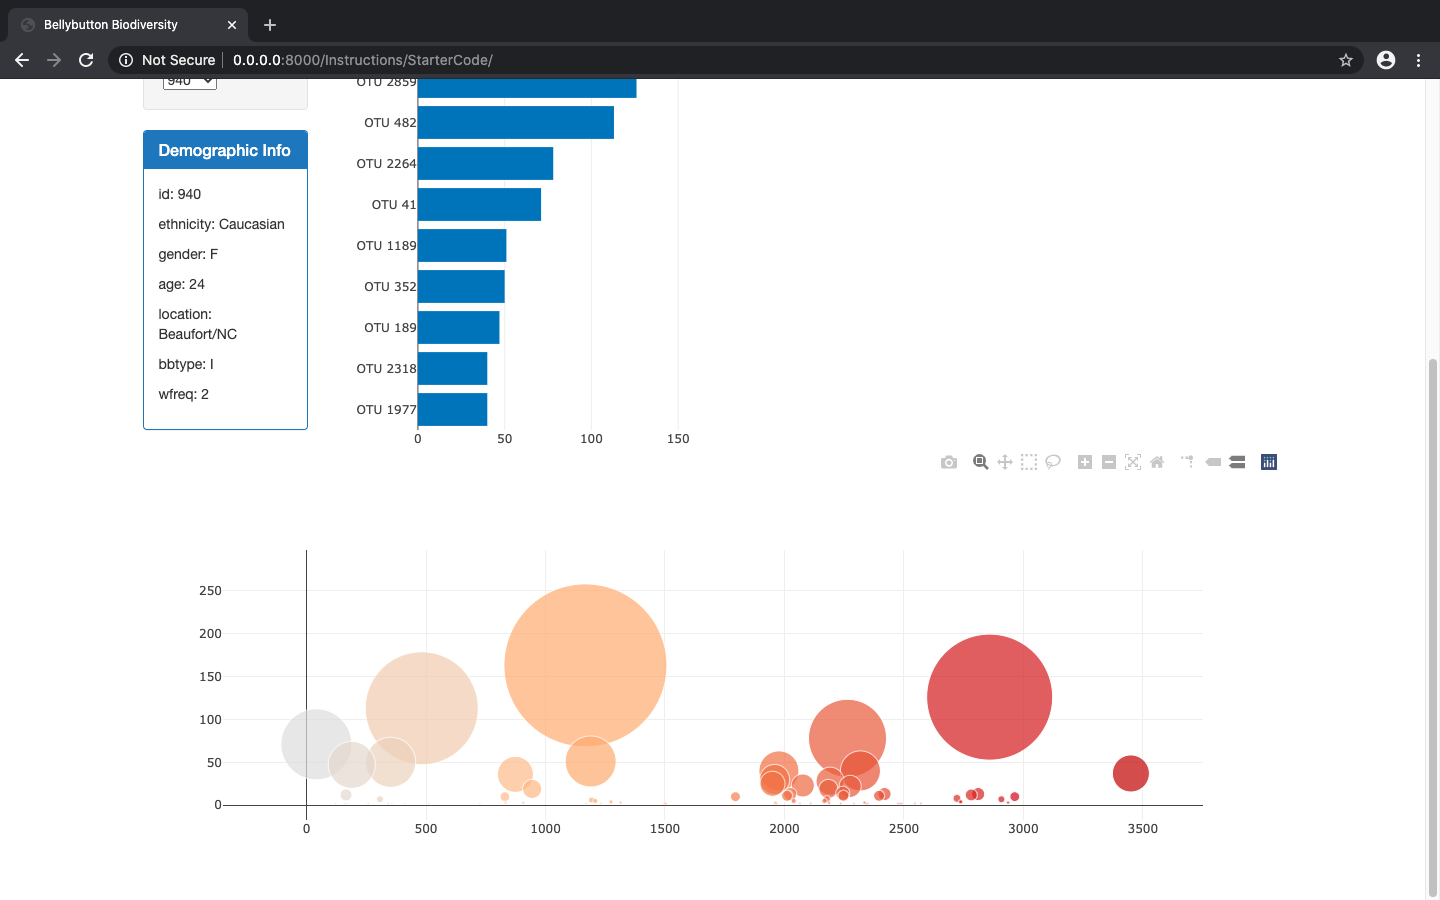 Bellybutton Biodiversity
Not Secure 0.0.0.0:8000/Instructions/StarterCode/
940
Demographic Info
id: 940
ethnicity: Caucasian
gender: F
age: 24
location:
Beaufort/NC
bbtype: I
wfreq: 2
OTU 2859
OTU 482
OTU 2264
OTU 41
OTU 1189
OTU 352
OTU 189
OTU 2318
OTU 1977
0 50 100 150
250
200
150
100
50
0
0 500 1000 1500 2000 2500 3000 3500